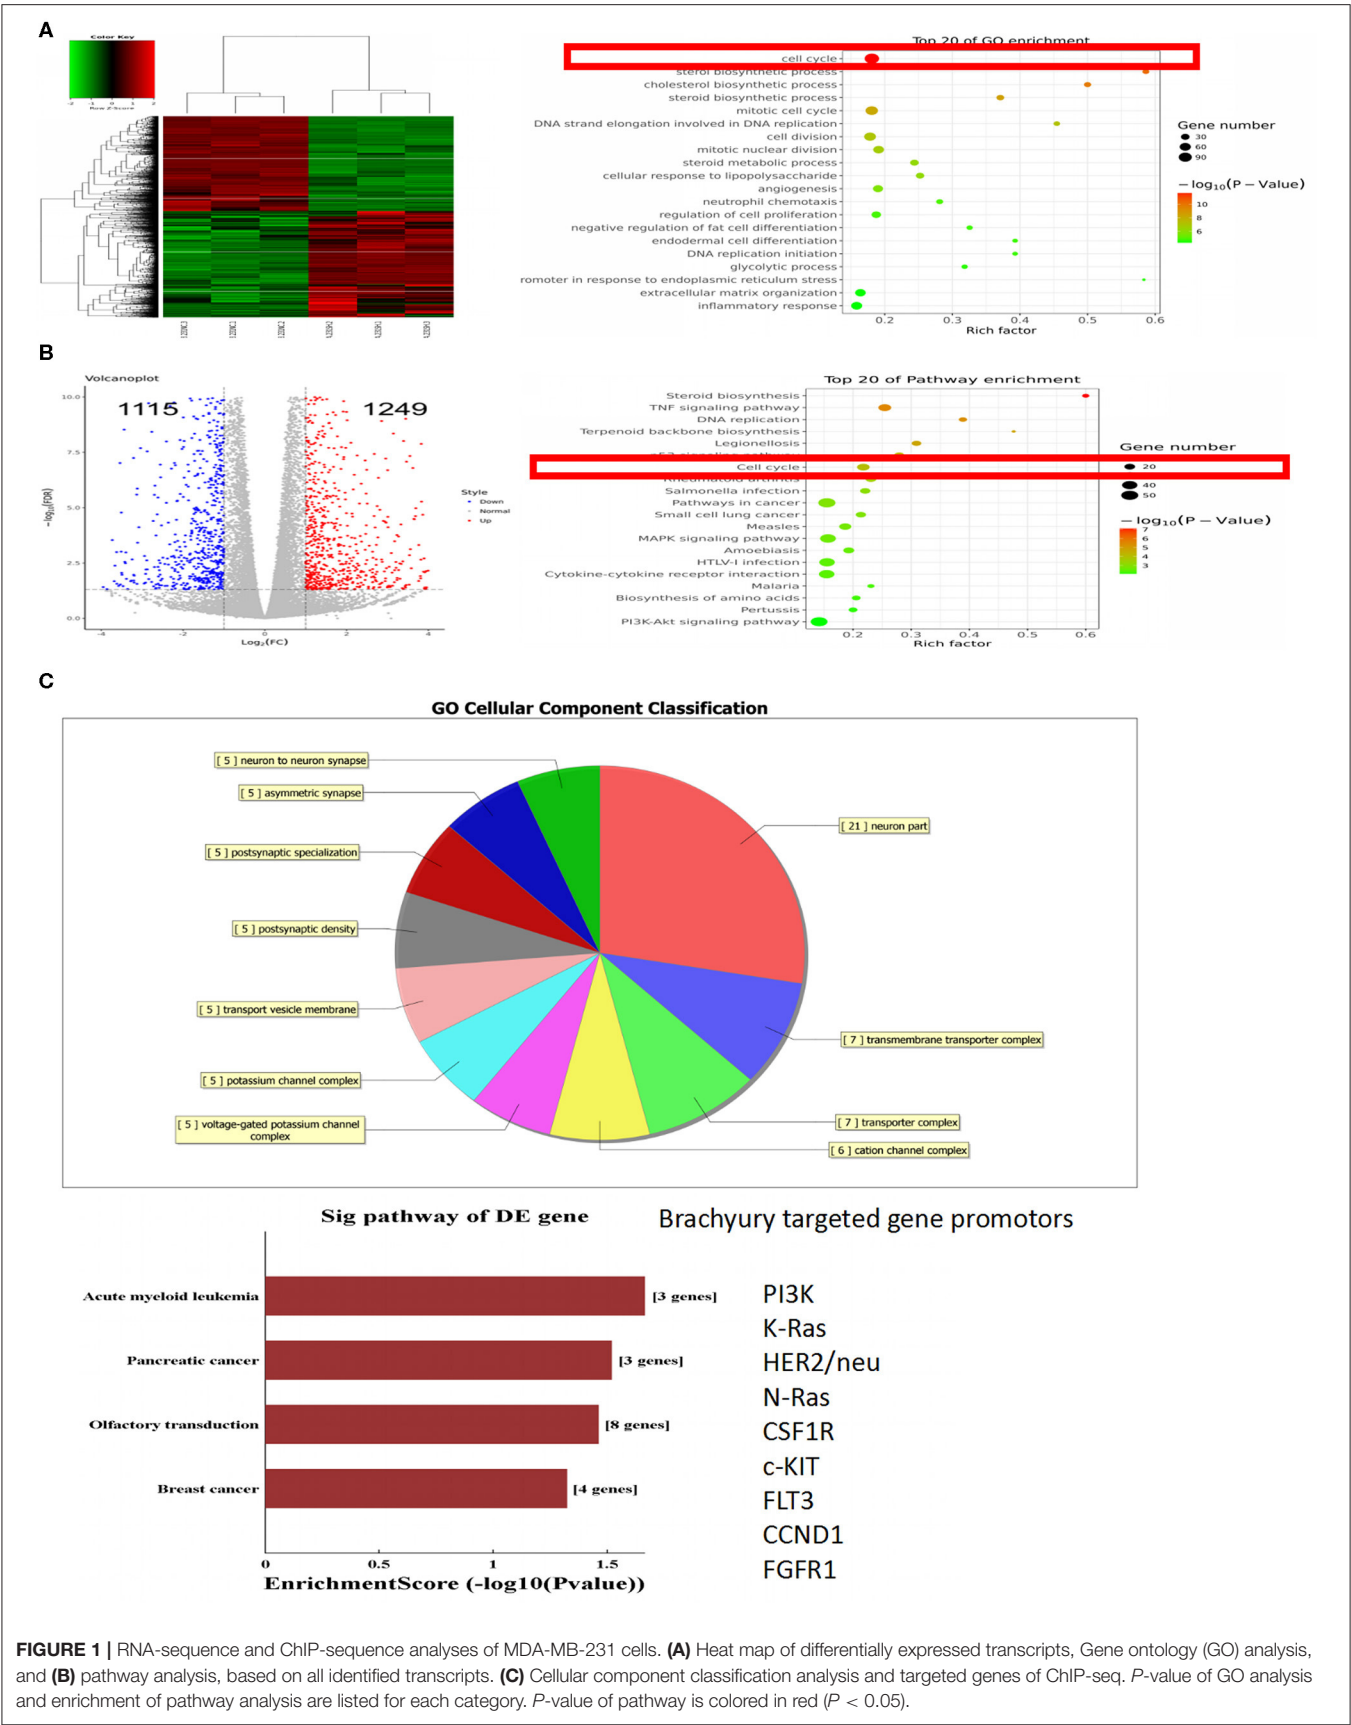 A
Color Key
-2 -1 0 1 2
Row Z-Score
Top 20 of GO enrichment
cell cycle
sterol biosynthetic process
cholesterol biosynthetic process
steroid biosynthetic process
mitotic cell cycle
DNA strand elongation involved in DNA replication
cell division
mitotic nuclear division
steroid metabolic process
cellular response to lipopolysaccharide
angiogenesis
neutrophil chemotaxis
regulation of cell proliferation
negative regulation of fat cell differentiation
endodermal cell differentiation
DNA replication initiation
glycolytic process
romoter in response to endoplasmic reticulum stress
extracellular matrix organization
inflammatory response
0.2 0.3 0.4 0.5 0.6
Rich factor
Gene number
30
60
90
−log10(P − Value)
10
8
6
B
Volcanoplot
1115
1249
10.0
7.5
5.0
2.5
0.0
−log10(FDR)
-4 -2 0 2 4
Log2(FC)
Style
Down
Normal
Up
Top 20 of Pathway enrichment
Steroid biosynthesis
TNF signaling pathway
DNA replication
Terpenoid backbone biosynthesis
Legionellosis
p53 signaling pathway
Cell cycle
Rheumatoid arthritis
Salmonella infection
Pathways in cancer
Small cell lung cancer
Measles
MAPK signaling pathway
Amoebiasis
HTLV-I infection
Cytokine-cytokine receptor interaction
Malaria
Biosynthesis of amino acids
Pertussis
PI3K-Akt signaling pathway
0.2 0.3 0.4 0.5 0.6
Rich factor
Gene number
20
40
50
−log10(P − Value)
7
6
5
4
3
C
GO Cellular Component Classification
[ 5 ] neuron to neuron synapse
[ 5 ] asymmetric synapse
[ 21 ] neuron part
[ 5 ] postsynaptic specialization
[ 5 ] postsynaptic density
[ 5 ] transport vesicle membrane
[ 7 ] transmembrane transporter complex
[ 5 ] potassium channel complex
[ 5 ] voltage-gated potassium channel
complex
[ 7 ] transporter complex
[ 6 ] cation channel complex
Sig pathway of DE gene
Acute myeloid leukemia
[3 genes]
Pancreatic cancer
[3 genes]
Olfactory transduction
[8 genes]
Breast cancer
[4 genes]
0 0.5 1 1.5
EnrichmentScore (-log10(Pvalue))
Brachyury targeted gene promotors
PI3K
K-Ras
HER2/neu
N-Ras
CSF1R
c-KIT
FLT3
CCND1
FGFR1
FIGURE 1 | RNA-sequence and ChIP-sequence analyses of MDA-MB-231 cells. (A) Heat map of differentially expressed transcripts, Gene ontology (GO) analysis,
and (B) pathway analysis, based on all identified transcripts. (C) Cellular component classification analysis and targeted genes of ChIP-seq. P-value of GO analysis
and enrichment of pathway analysis are listed for each category. P-value of pathway is colored in red (P < 0.05).